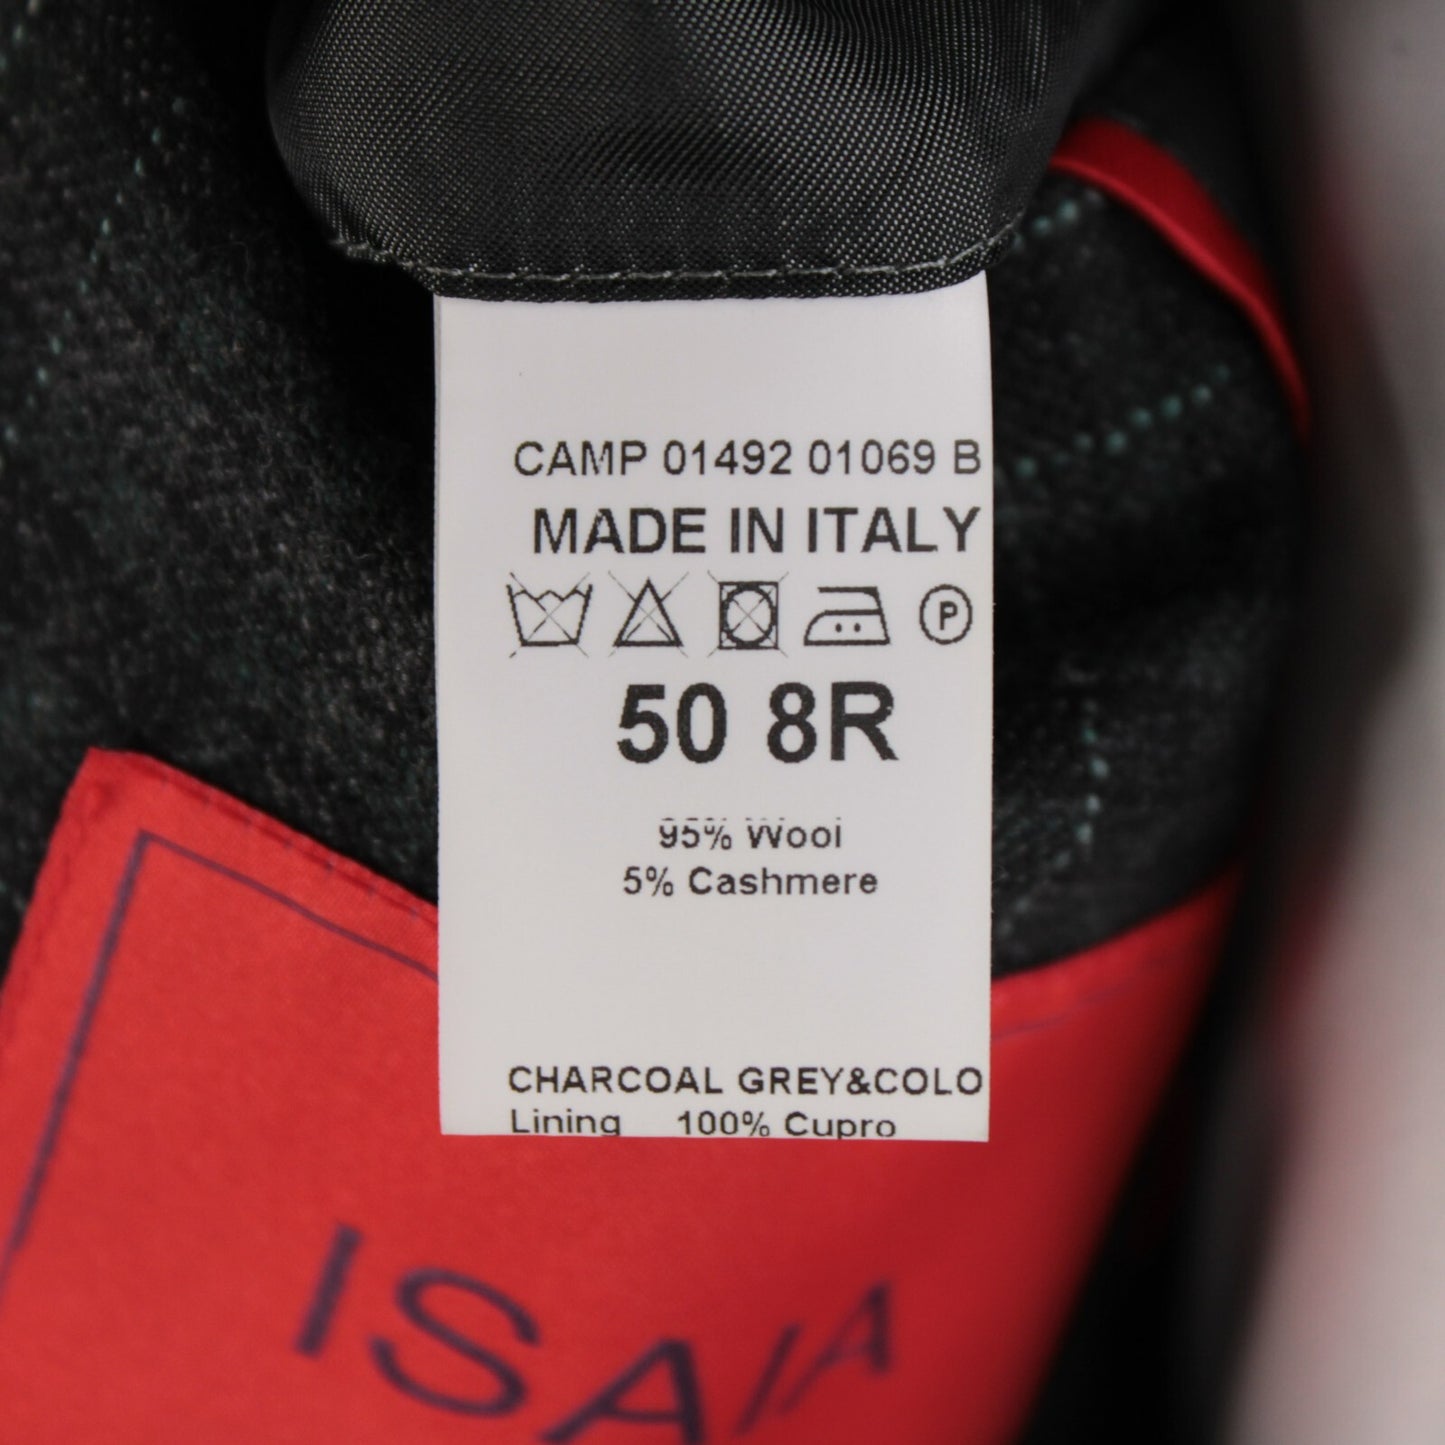 CAMP 01492 01069 B
MADE IN ITALY
P
50 8R
95% Wool
5% Cashmere
CHARCOAL GREY&COLO
Lining 100% Cupro
ISAIA